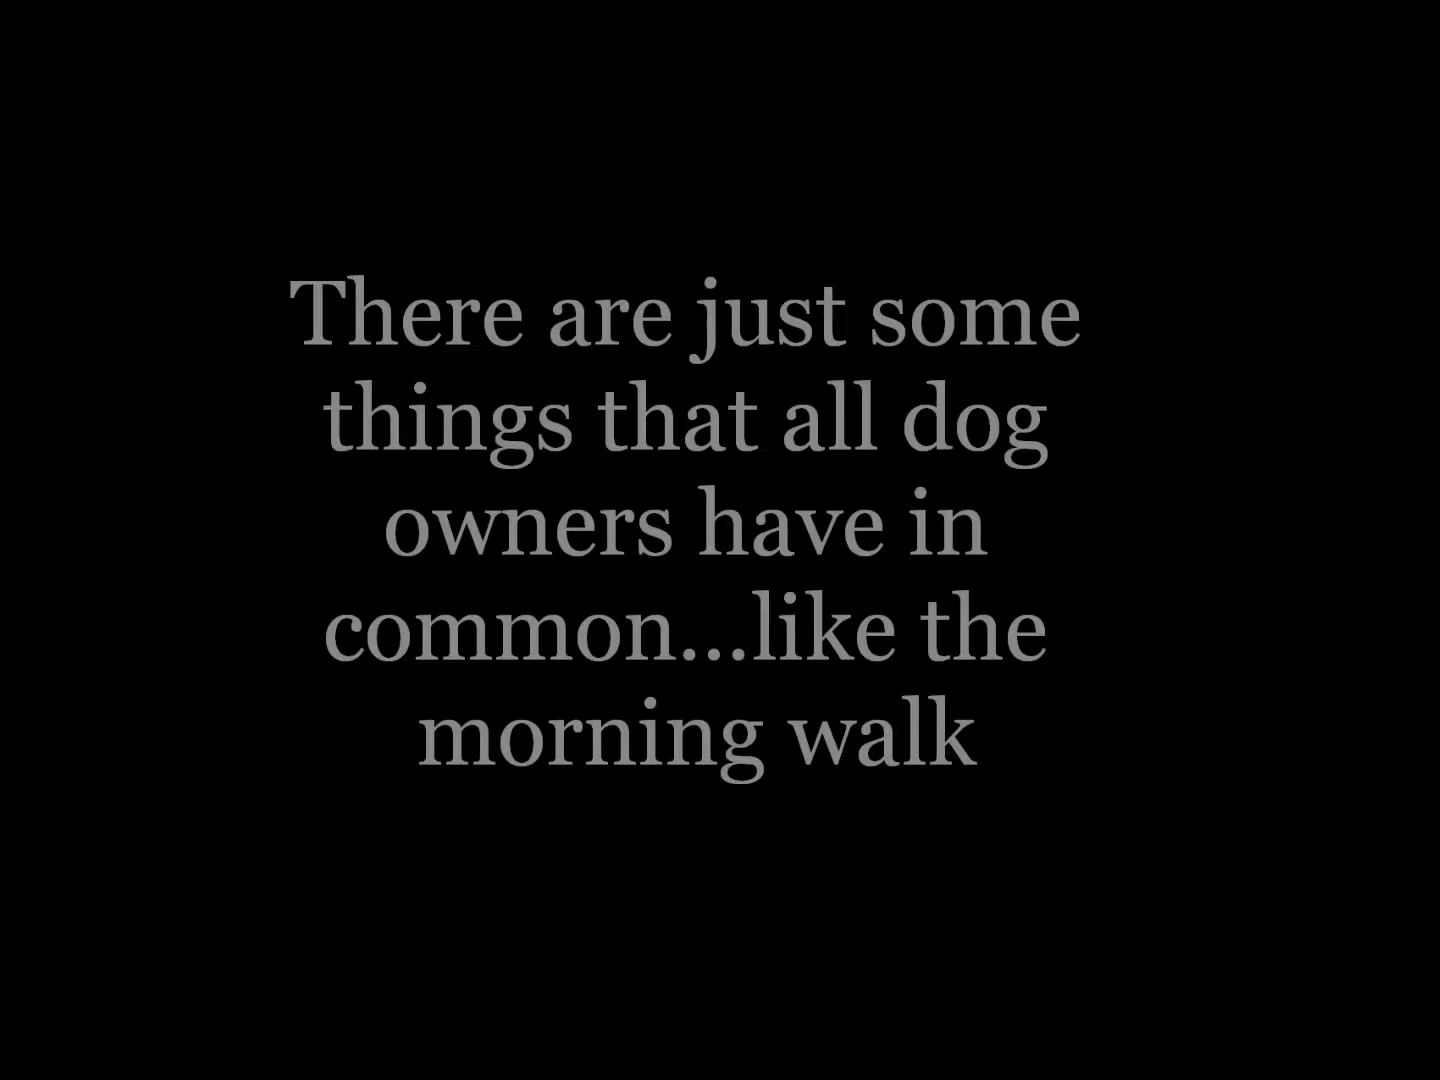 There are just some
things that all dog
owners have in
common...like the
morning walk